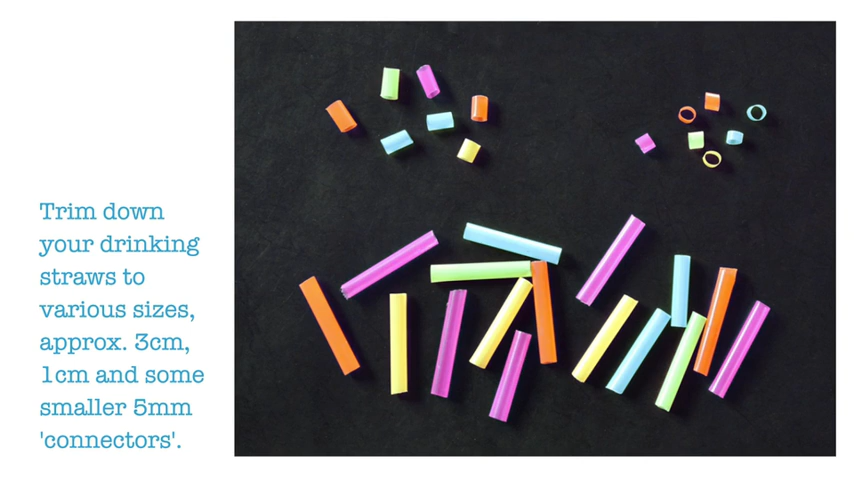 Trim down
your drinking
straws to
various sizes,
approx. 3cm,
1cm and some
smaller 5mm
'connectors'.